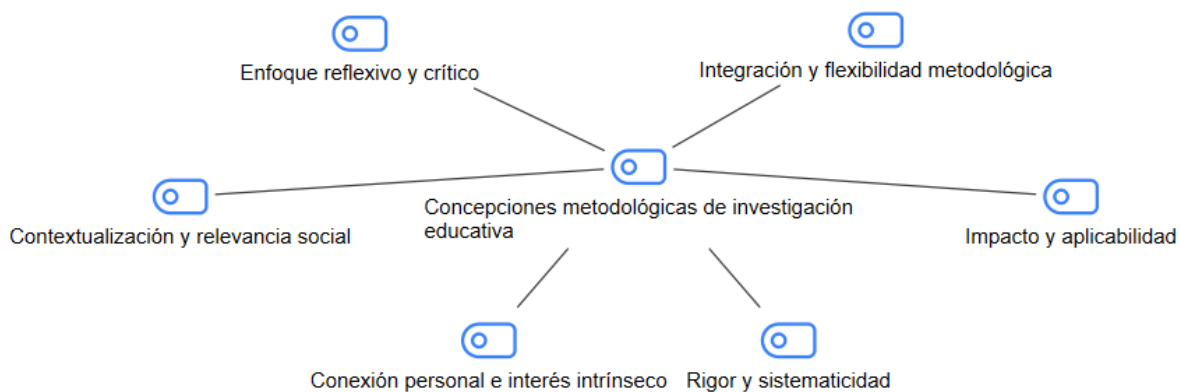 Enfoque reflexivo y crítico
Integración y flexibilidad metodológica
Contextualización y relevancia social
Concepciones metodológicas de investigación
educativa
Impacto y aplicabilidad
Conexión personal e interés intrínseco
Rigor y sistematicidad